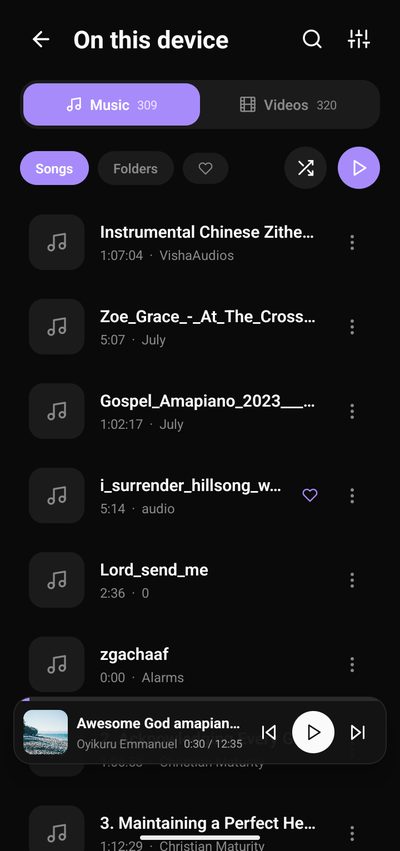 On this device
Music 309
Videos 320
Songs
Folders
Instrumental Chinese Zithe...
1:07:04 · VishaAudios
Zoe_Grace_-_At_The_Cross...
5:07 · July
Gospel_Amapiano_2023___...
1:02:17 · July
i_surrender_hillsong_w...
5:14 · audio
Lord_send_me
2:36 · 0
zgachaaf
0:00 · Alarms
Awesome God amapian...
Oyikuru Emmanuel 0:30 / 12:35
Christian Maturity
3. Maintaining a Perfect He...
1:12:29 · Christian Maturity